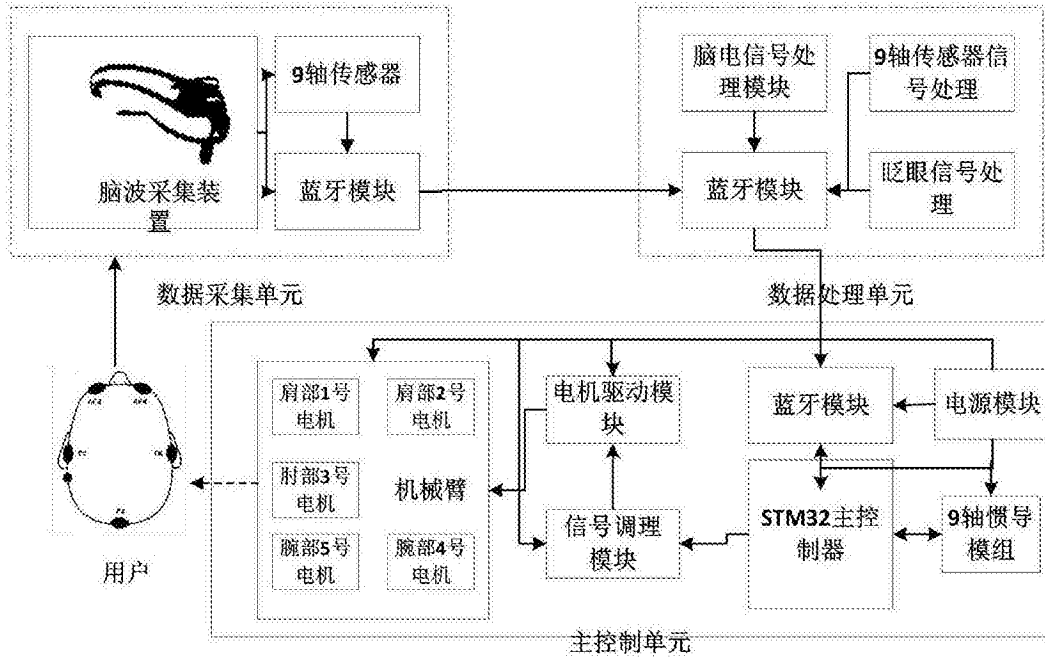 脑波采集装
置
9轴传感器
蓝牙模块
数据采集单元
脑电信号处
理模块
9轴传感器信
号处理
蓝牙模块
眨眼信号处
理
数据处理单元
用户
肩部1号
电机
肩部2号
电机
肘部3号
电机
机械臂
腕部5号
电机
腕部4号
电机
电机驱动模
块
信号调理
模块
蓝牙模块
电源模块
STM32主控
制器
9轴惯导
模组
主控制单元